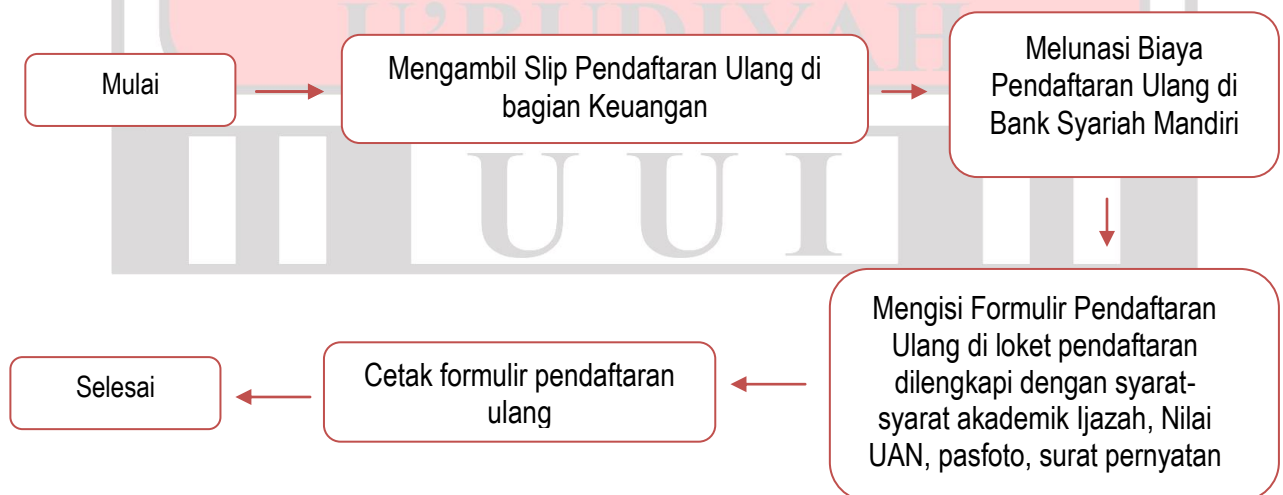 U'BUDIYAH
Mulai
Mengambil Slip Pendaftaran Ulang di
bagian Keuangan
Melunasi Biaya
Pendaftaran Ulang di
Bank Syariah Mandiri
U U I
Mengisi Formulir Pendaftaran
Ulang di loket pendaftaran
dilengkapi dengan syarat-
syarat akademik Ijazah, Nilai
UAN, pasfoto, surat pernyatan
Cetak formulir pendaftaran
ulang
Selesai